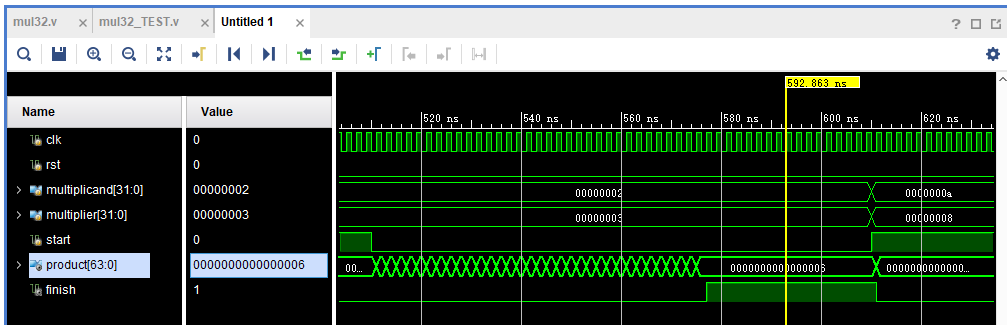 mul32.v × mul32_TEST.v × Untitled 1 ×
592.863 ns
Name Value
520 ns 540 ns 560 ns 580 ns 600 ns 620 ns
clk 0
rst 0
multiplicand[31:0] 00000002 00000002 0000000a
multiplier[31:0] 00000003 00000003 00000008
start 0
product[63:0] 0000000000000006 00... 0000000000000006 0000000000000...
finish 1